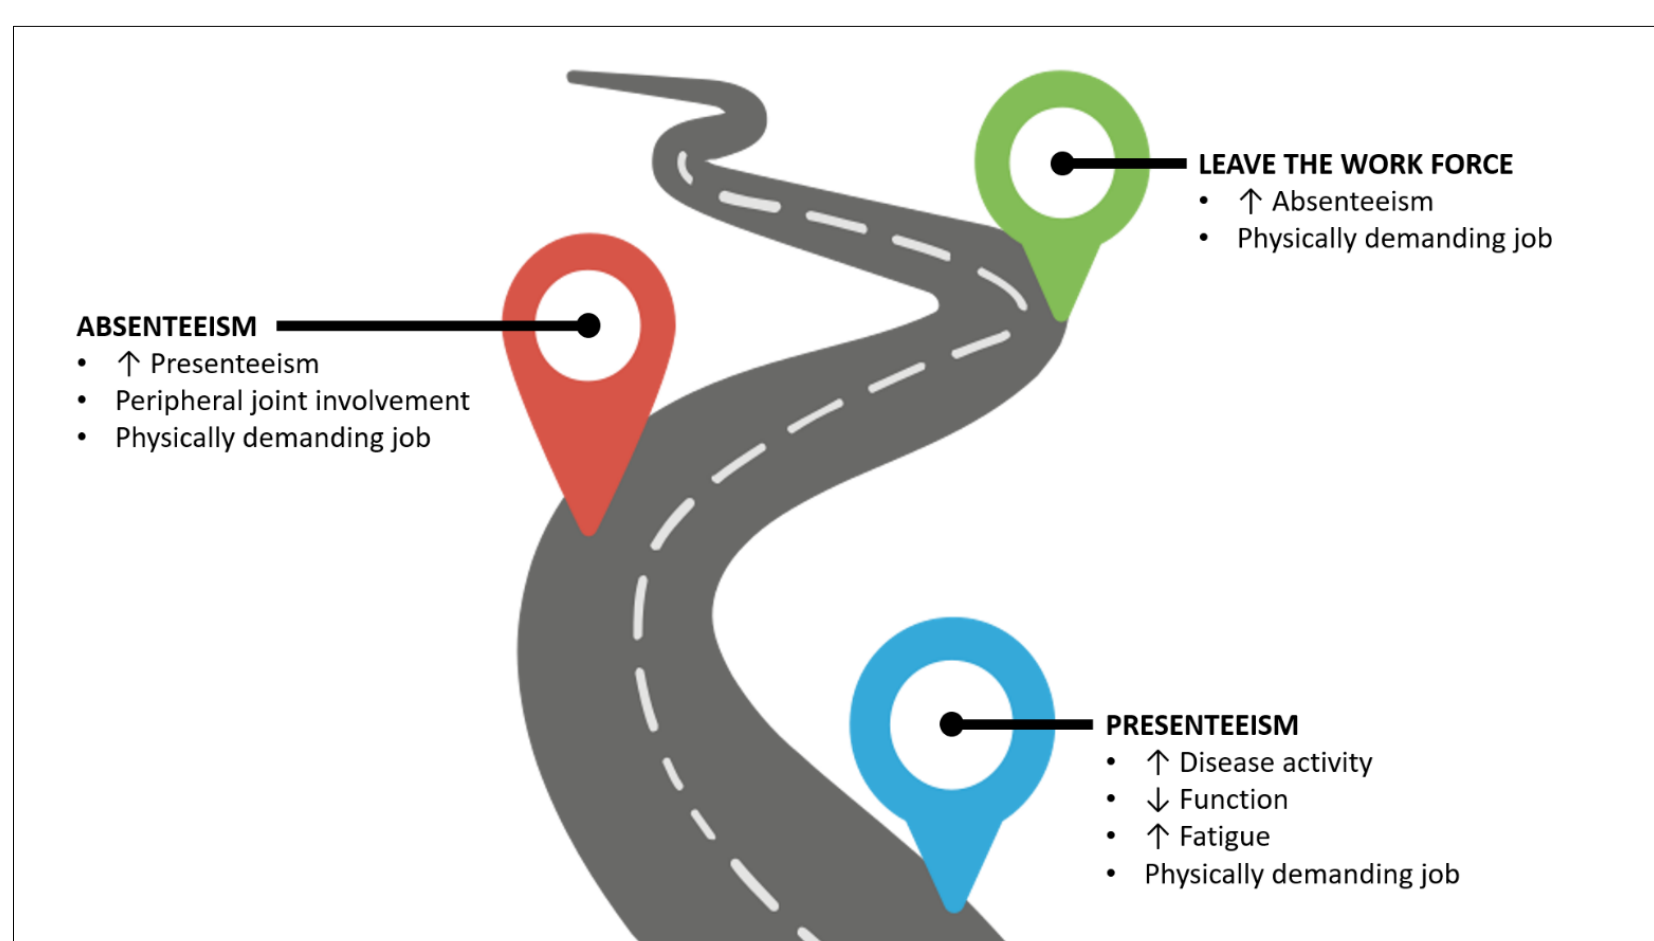 LEAVE THE WORK FORCE
• ↑ Absenteeism
• Physically demanding job
ABSENTEEISM
• ↑ Presenteeism
• Peripheral joint involvement
• Physically demanding job
PRESENTEEISM
• ↑ Disease activity
• ↓ Function
• ↑ Fatigue
• Physically demanding job